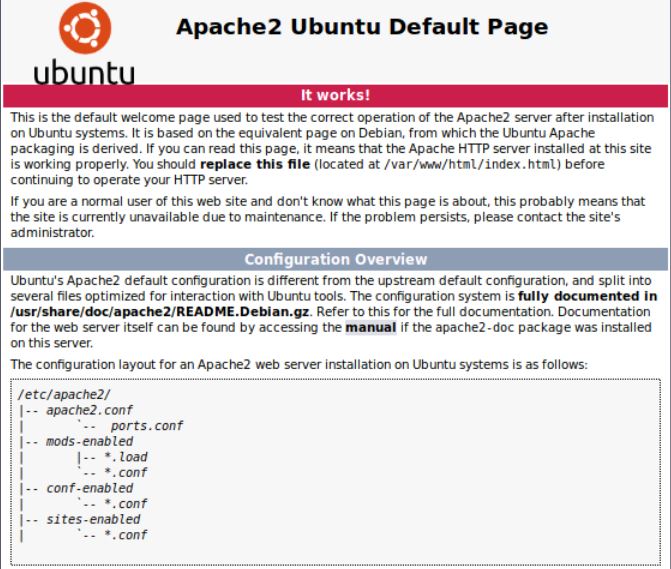 Apache2 Ubuntu Default Page
ubuntu
It works!
This is the default welcome page used to test the correct operation of the Apache2 server after installation
on Ubuntu systems. It is based on the equivalent page on Debian, from which the Ubuntu Apache
packaging is derived. If you can read this page, it means that the Apache HTTP server installed at this site
is working properly. You should replace this file (located at /var/www/html/index.html) before
continuing to operate your HTTP server.
If you are a normal user of this web site and don't know what this page is about, this probably means that
the site is currently unavailable due to maintenance. If the problem persists, please contact the site's
administrator.
Configuration Overview
Ubuntu's Apache2 default configuration is different from the upstream default configuration, and split into
several files optimized for interaction with Ubuntu tools. The configuration system is fully documented in
/usr/share/doc/apache2/README.Debian.gz. Refer to this for the full documentation. Documentation
for the web server itself can be found by accessing the manual if the apache2-doc package was installed
on this server.
The configuration layout for an Apache2 web server installation on Ubuntu systems is as follows:
/etc/apache2/
|-- apache2.conf
|       `--  ports.conf
|-- mods-enabled
|       |-- *.load
|       `-- *.conf
|-- conf-enabled
|       `-- *.conf
|-- sites-enabled
|       `-- *.conf